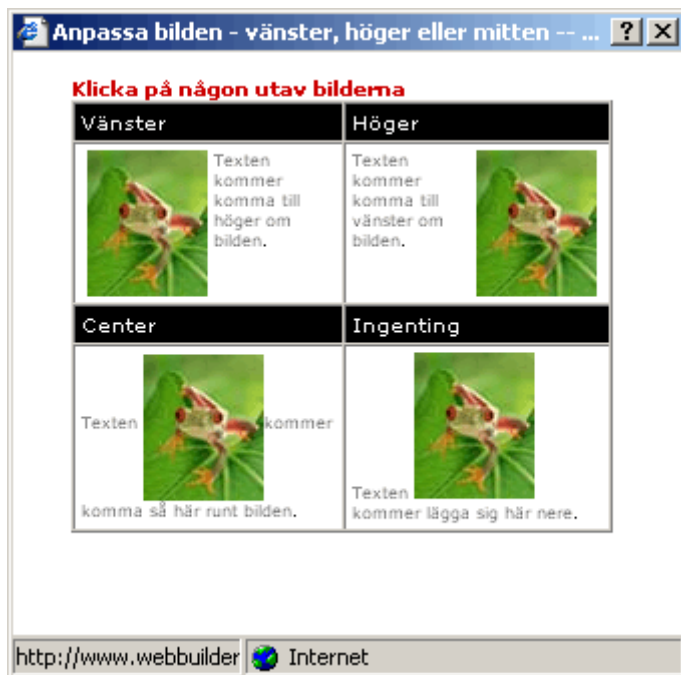 Anpassa bilden - vänster, höger eller mitten -- ...
Klicka på någon utav bilderna
Vänster
Höger
Texten
kommer
komma till
höger om
bilden.
Texten
kommer
komma till
vänster om
bilden.
Center
Ingenting
Texten kommer
komma så här runt bilden.
Texten
kommer lägga sig här nere.
http://www.webbuilder
Internet